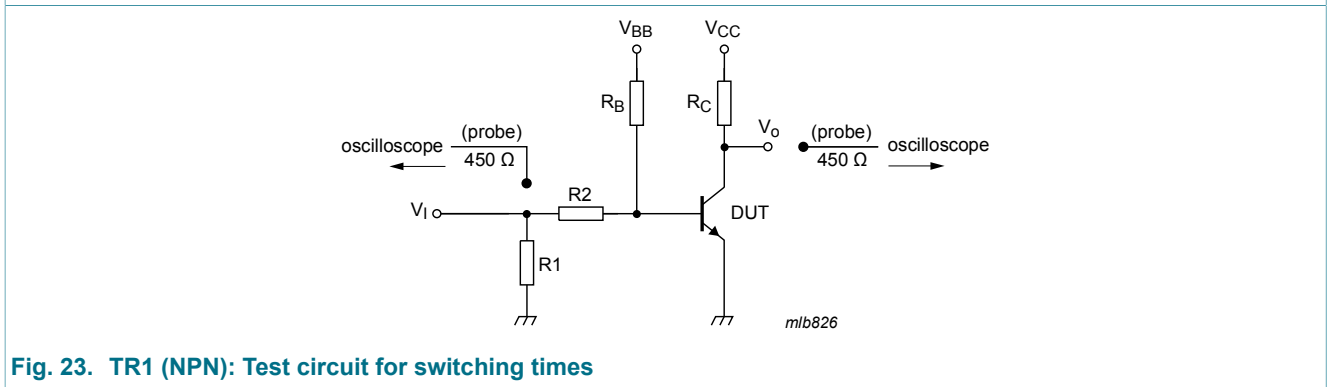 VBB
VCC
RB
RC
Vo
(probe)
450 Ω
oscilloscope
(probe)
450 Ω
oscilloscope
VI
R2
DUT
R1
mlb826
Fig. 23. TR1 (NPN): Test circuit for switching times